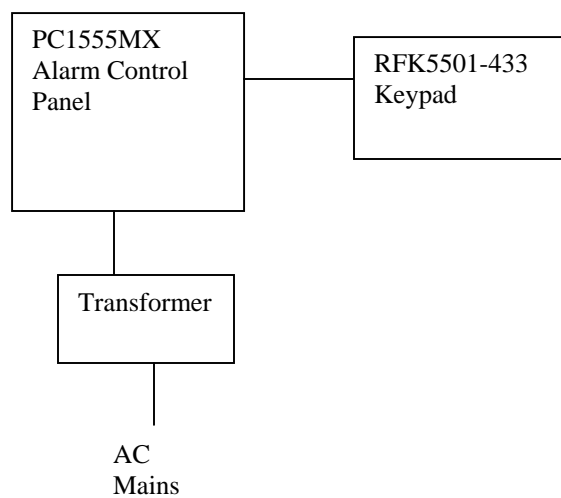 PC1555MX
Alarm Control
Panel
RFK5501-433
Keypad
Transformer
AC
Mains